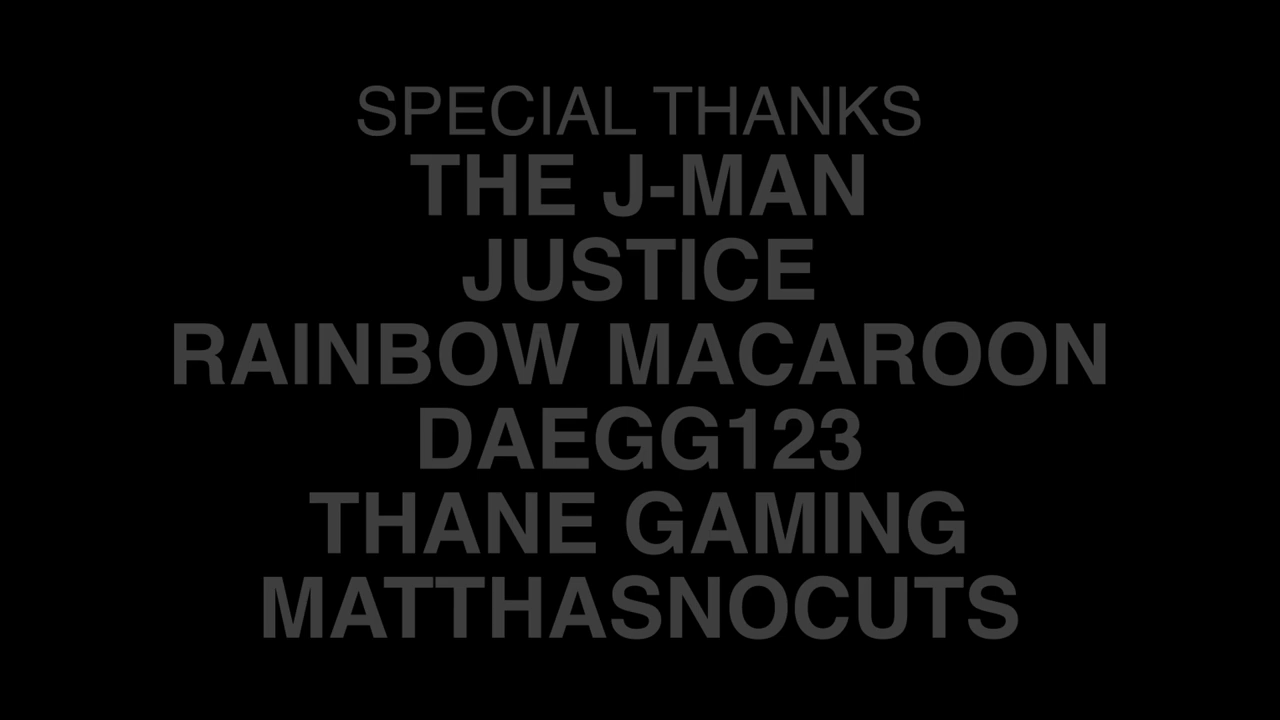 SPECIAL THANKS
THE J-MAN
JUSTICE
RAINBOW MACAROON
DAEGG123
THANE GAMING
MATTHASNOCUTS